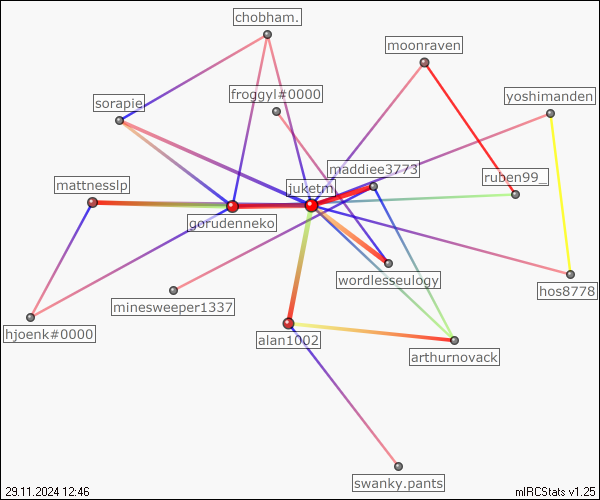 chobham.
moonraven
froggyl#0000
yoshimanden
sorapie
maddiee3773
ruben99_
mattnesslp
juketni
gorudenneko
wordlesseulogy
hos8778
minesweeper1337
hjoenk#0000
alan1002
arthurnovack
swanky.pants
29.11.2024 12:46
mIRCStats v1.25